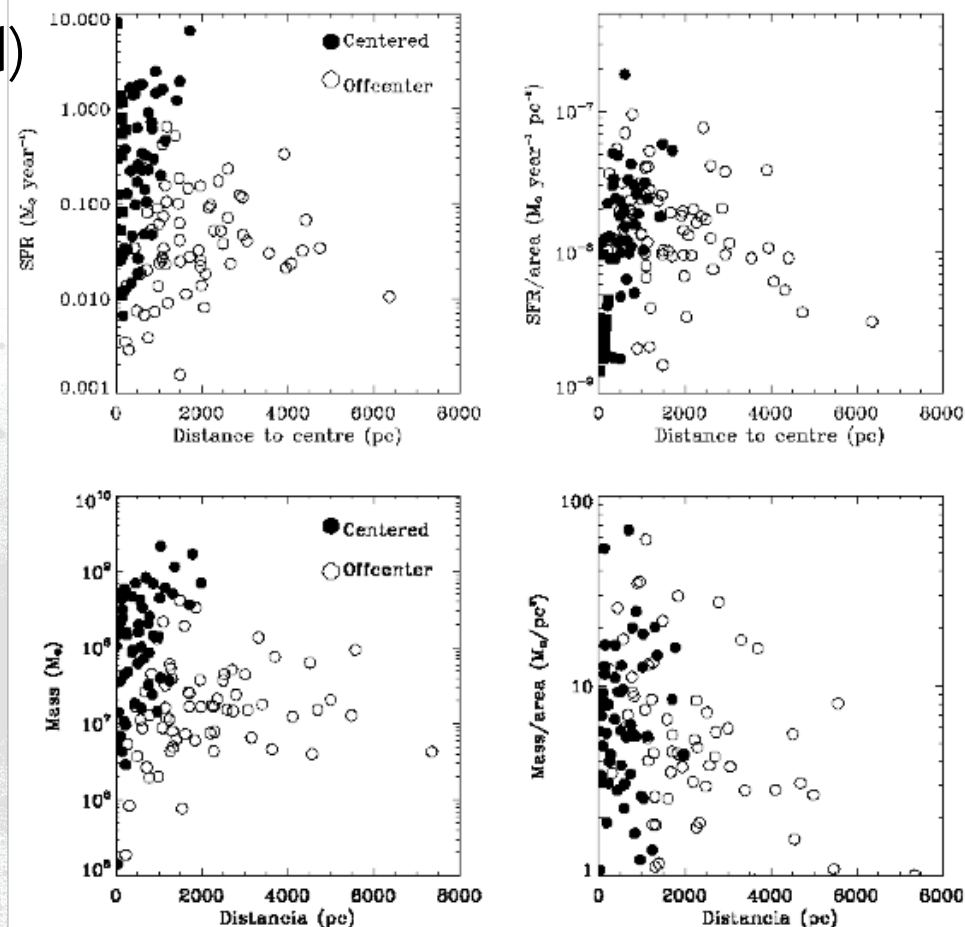 )
10.000
1.000
0.100
0.010
0.001
SFR (M☉ year⁻¹)
● Centered
○ Offcenter
0 2000 4000 6000 8000
Distance to centre (pc)
10⁻⁷
10⁻⁸
10⁻⁹
SFR/area (M☉ year⁻¹ pc⁻²)
0 2000 4000 6000 8000
Distance to centre (pc)
10¹⁰
10⁹
10⁸
10⁷
10⁶
10⁵
Mass (M☉)
● Centered
○ Offcenter
0 2000 4000 6000 8000
Distancia (pc)
100
10
1
Mass/area (M☉/pc²)
0 2000 4000 6000 8000
Distancia (pc)